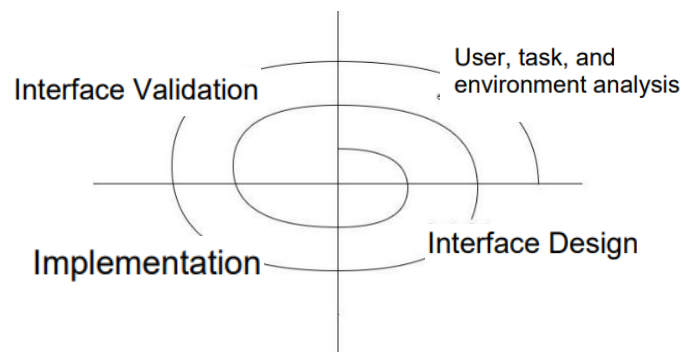 User, task, and
environment analysis
Interface Validation
Interface Design
Implementation